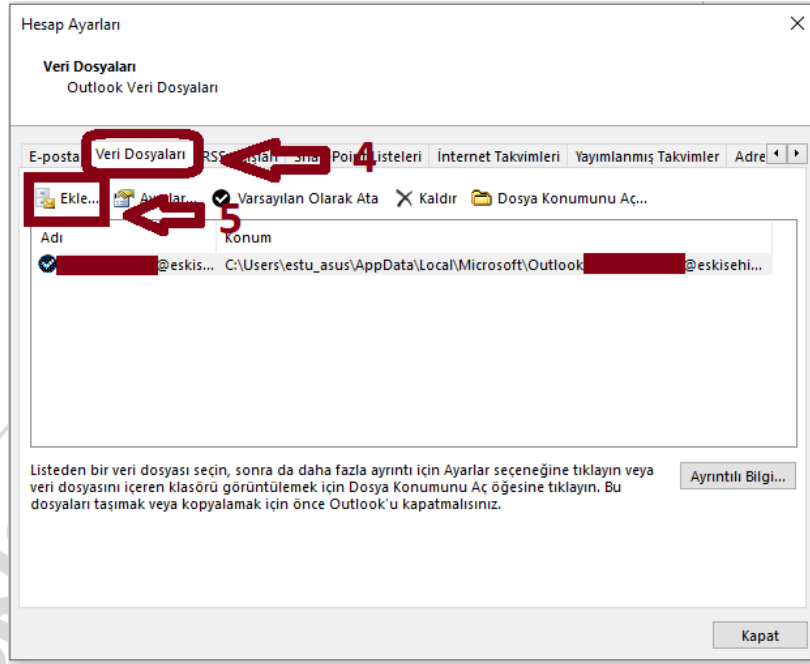 Hesap Ayarları
Veri Dosyaları
Outlook Veri Dosyaları
E-posta Veri Dosyaları RSS Listeleri İnternet Takvimleri Yayımlanmış Takvimler Adre
4
Ekle... Varsayılan Olarak Ata Kaldır Dosya Konumunu Aç...
5
Adı Konum
@eskis... C:\Users\estu_asus\AppData\Local\Microsoft\Outlook @eskisehi...
Listeden bir veri dosyası seçin, sonra da daha fazla ayrıntı için Ayarlar seçeneğine tıklayın veya
veri dosyasını içeren klasörü görüntülemek için Dosya Konumunu Aç öğesine tıklayın. Bu
dosyaları taşımak veya kopyalamak için önce Outlook'u kapatmalısınız.
Ayrıntılı Bilgi...
Kapat